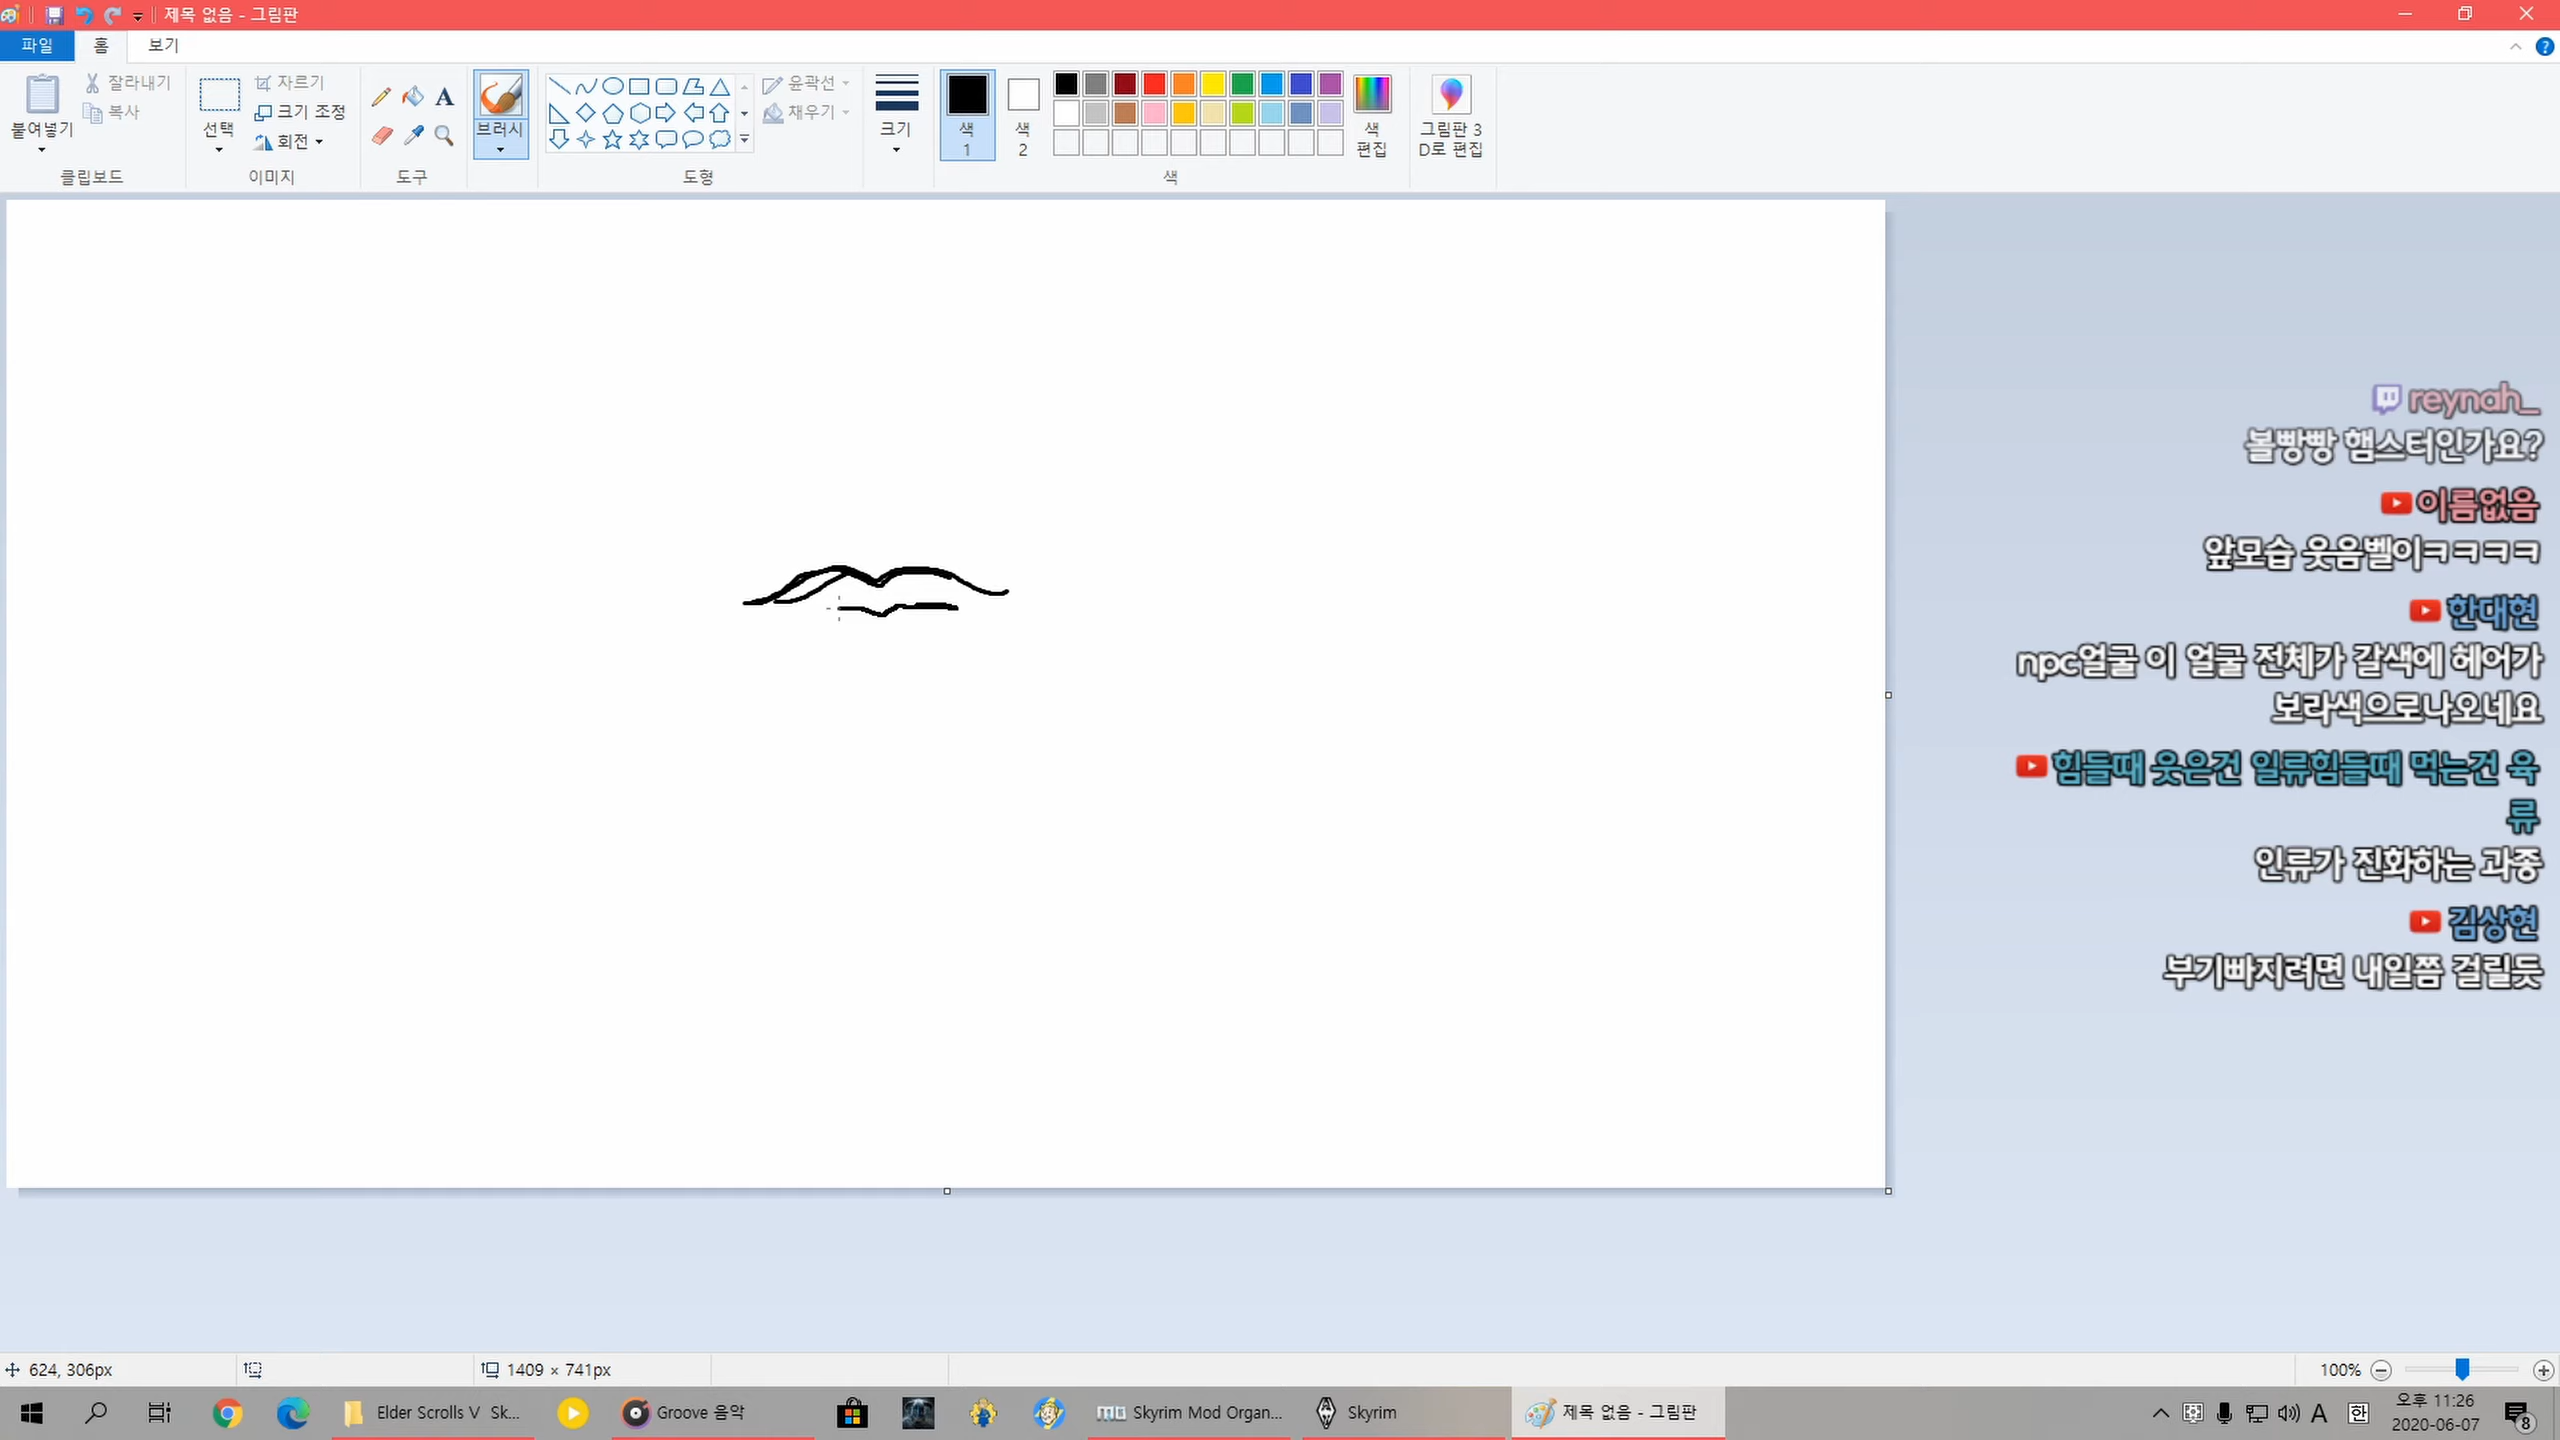 제목 없음 - 그림판
파일
홈
보기
붙여넣기
잘라내기
복사
클립보드
선택
자르기
크기 조정
회전
이미지
A
도구
브러시
윤곽선
채우기
도형
크기
색
1
색
2
색
편집
색
그림판 3
D로 편집
reynah_
볼빵빵 햄스터인가요?
이름없음
앞모습 웃음벨이ㅋㅋㅋㅋ
한대현
npc얼굴 이 얼굴 전체가 갈색에 헤어가
보라색으로나오네요
힘들때 웃은건 일류힘들때 먹는건 육
류
인류가 진화하는 과종
김상현
부기빠지려면 내일쯤 걸릴듯
624, 306px
1409 × 741px
100%
Elder Scrolls V Sk...
Groove 음악
MO
Skyrim Mod Organ...
Skyrim
제목 없음 - 그림판
A
한
오후 11:26
2020-06-07
8